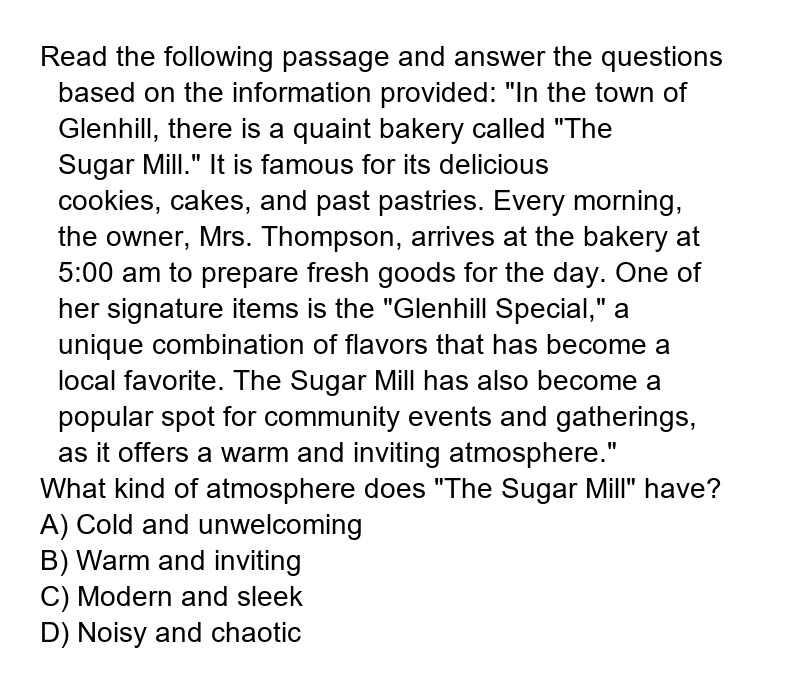 Read the following passage and answer the questions
based on the information provided: "In the town of
Glenhill, there is a quaint bakery called "The
Sugar Mill." It is famous for its delicious
cookies, cakes, and past pastries. Every morning,
the owner, Mrs. Thompson, arrives at the bakery at
5:00 am to prepare fresh goods for the day. One of
her signature items is the "Glenhill Special," a
unique combination of flavors that has become a
local favorite. The Sugar Mill has also become a
popular spot for community events and gatherings,
as it offers a warm and inviting atmosphere."
What kind of atmosphere does "The Sugar Mill" have?
A) Cold and unwelcoming
B) Warm and inviting
C) Modern and sleek
D) Noisy and chaotic